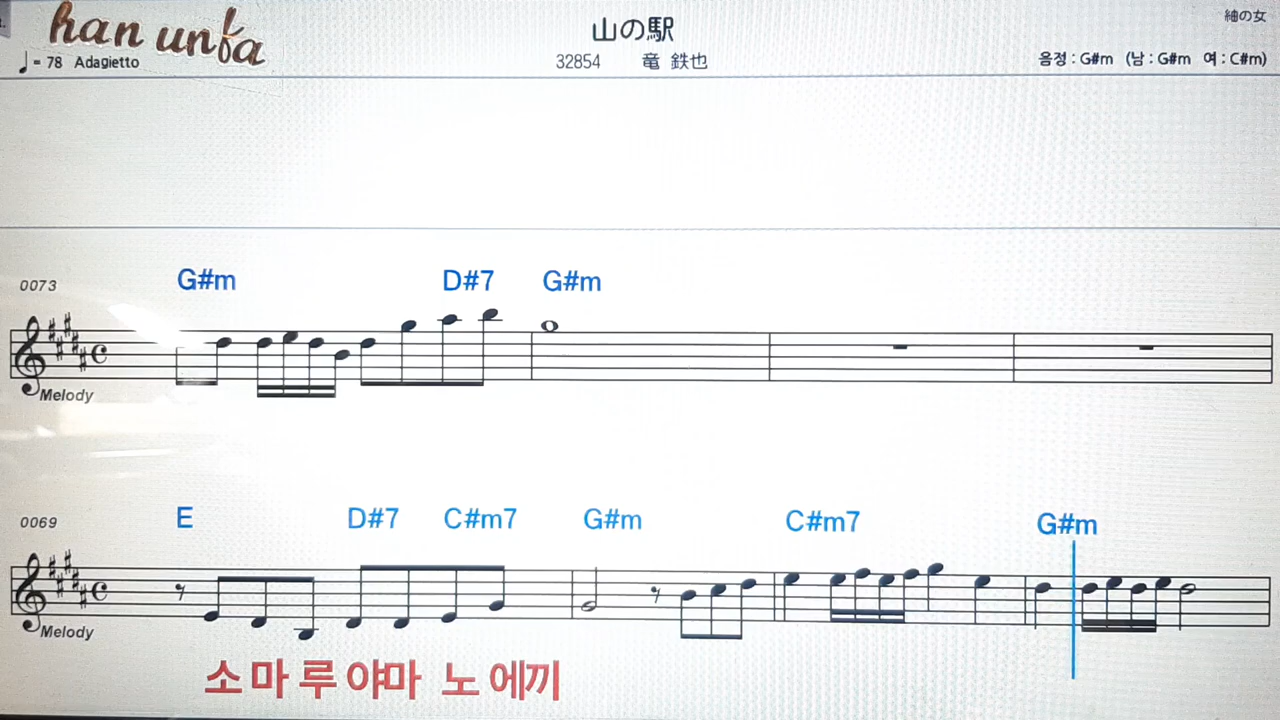 han unfa
山の駅
紬の女
♩= 78 Adagietto
32854 竜 鉄也
음정 : G#m (남 : G#m 여 : C#m)
G#m D#7 G#m
0073
Melody
E D#7 C#m7 G#m C#m7 G#m
0069
Melody
소 마 루 야마 노 에끼